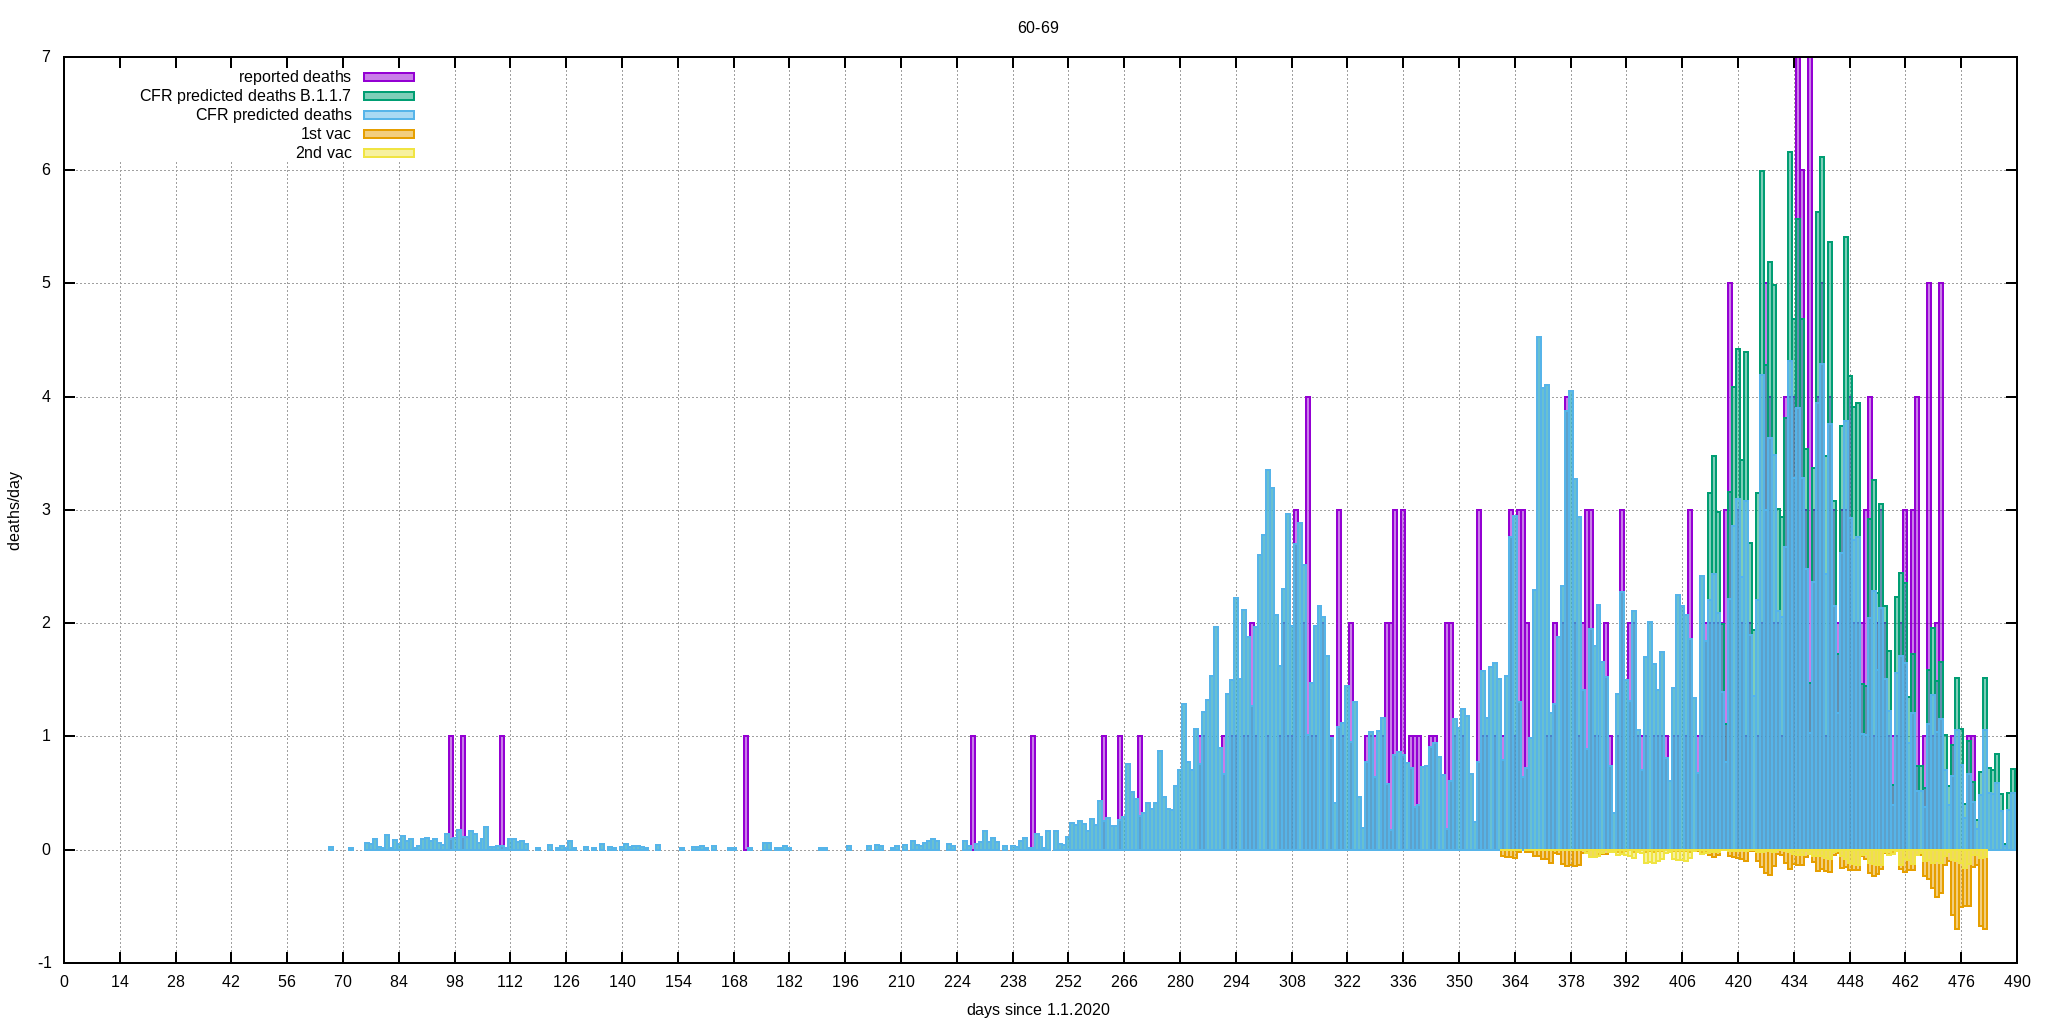 60-69
reported deaths
CFR predicted deaths B.1.1.7
CFR predicted deaths
1st vac
2nd vac
7
6
5
4
3
2
1
0
-1
deaths/day
0 14 28 42 56 70 84 98 112 126 140 154 168 182 196 210 224 238 252 266 280 294 308 322 336 350 364 378 392 406 420 434 448 462 476 490
days since 1.1.2020